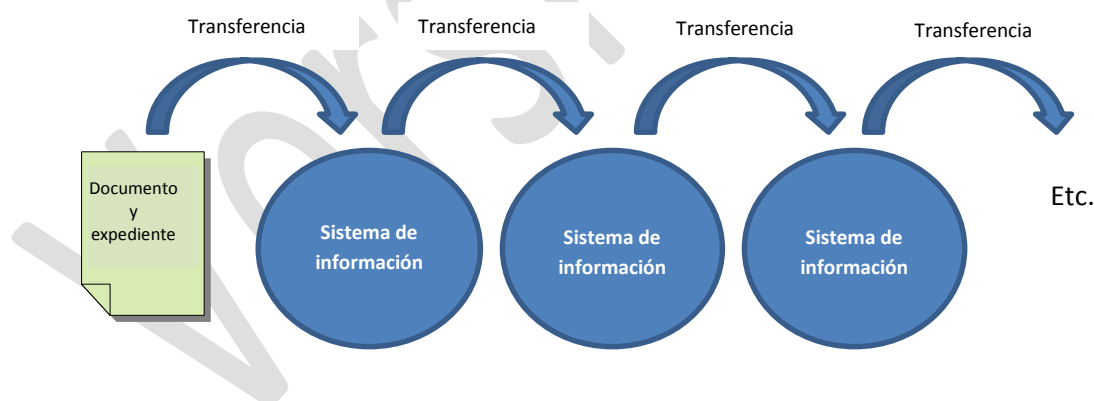 Transferencia
Transferencia
Transferencia
Transferencia
Documento
y
expediente
Sistema de
información
Sistema de
información
Sistema de
información
Etc.